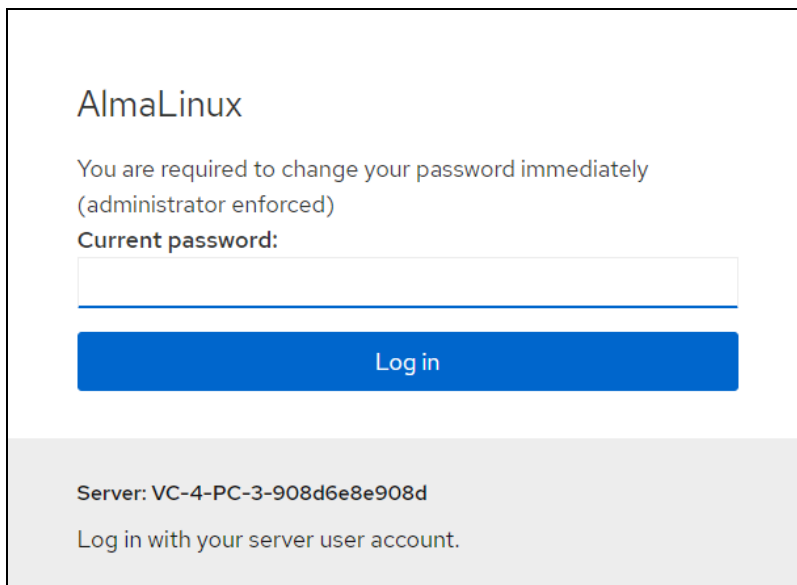 AlmaLinux
You are required to change your password immediately
(administrator enforced)
Current password:
Log in
Server: VC-4-PC-3-908d6e8e908d
Log in with your server user account.